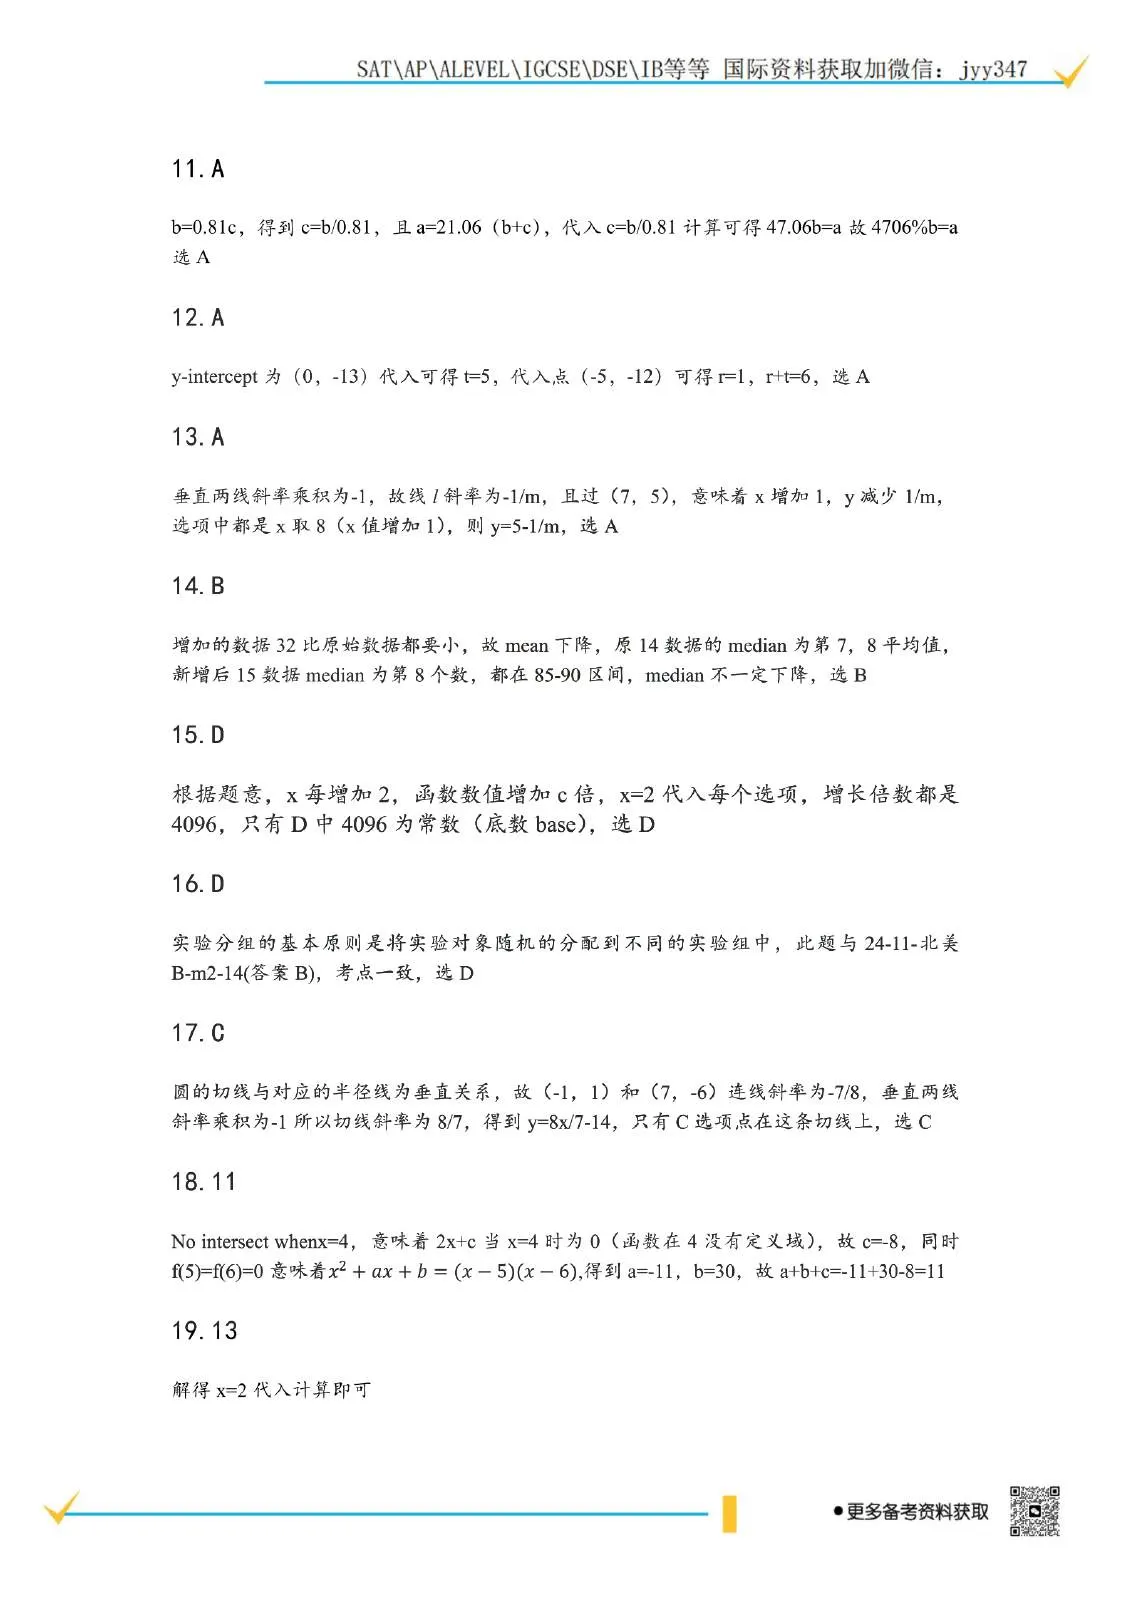 SAT\AP\ALEVEL\IGCSE\DSE\IB等等 国际资料获取加微信：jyy347
11. A
b=0.81c，得到 c=b/0.81，且 a=21.06（b+c），代入 c=b/0.81 计算可得 47.06b=a 故 4706%b=a
选 A
12. A
y-intercept 为（0，-13）代入可得 t=5，代入点（-5，-12）可得 r=1，r+t=6，选 A
13. A
垂直两线斜率乘积为-1，故线 l 斜率为-1/m，且过（7，5），意味着 x 增加 1，y 减少 1/m，
选项中都是 x 取 8（x 值增加 1），则 y=5-1/m，选 A
14. B
增加的数据 32 比原始数据都要小，故 mean 下降，原 14 数据的 median 为第 7，8 平均值，
新增后 15 数据 median 为第 8 个数，都在 85-90 区间，median 不一定下降，选 B
15. D
根据题意，x 每增加 2，函数数值增加 c 倍，x=2 代入每个选项，增长倍数都是
4096，只有 D 中 4096 为常数（底数 base），选 D
16. D
实验分组的基本原则是将实验对象随机的分配到不同的实验组中，此题与 24-11-北美
B-m2-14(答案 B)，考点一致，选 D
17. C
圆的切线与对应的半径线为垂直关系，故（-1，1）和（7，-6）连线斜率为-7/8，垂直两线
斜率乘积为-1 所以切线斜率为 8/7，得到 y=8x/7-14，只有 C 选项点在这条切线上，选 C
18. 11
No intersect whenx=4，意味着 2x+c 当 x=4 时为 0（函数在 4 没有定义域），故 c=-8，同时
f(5)=f(6)=0 意味着x² + ax + b = (x − 5)(x − 6),得到 a=-11，b=30，故 a+b+c=-11+30-8=11
19. 13
解得 x=2 代入计算即可
●更多备考资料获取